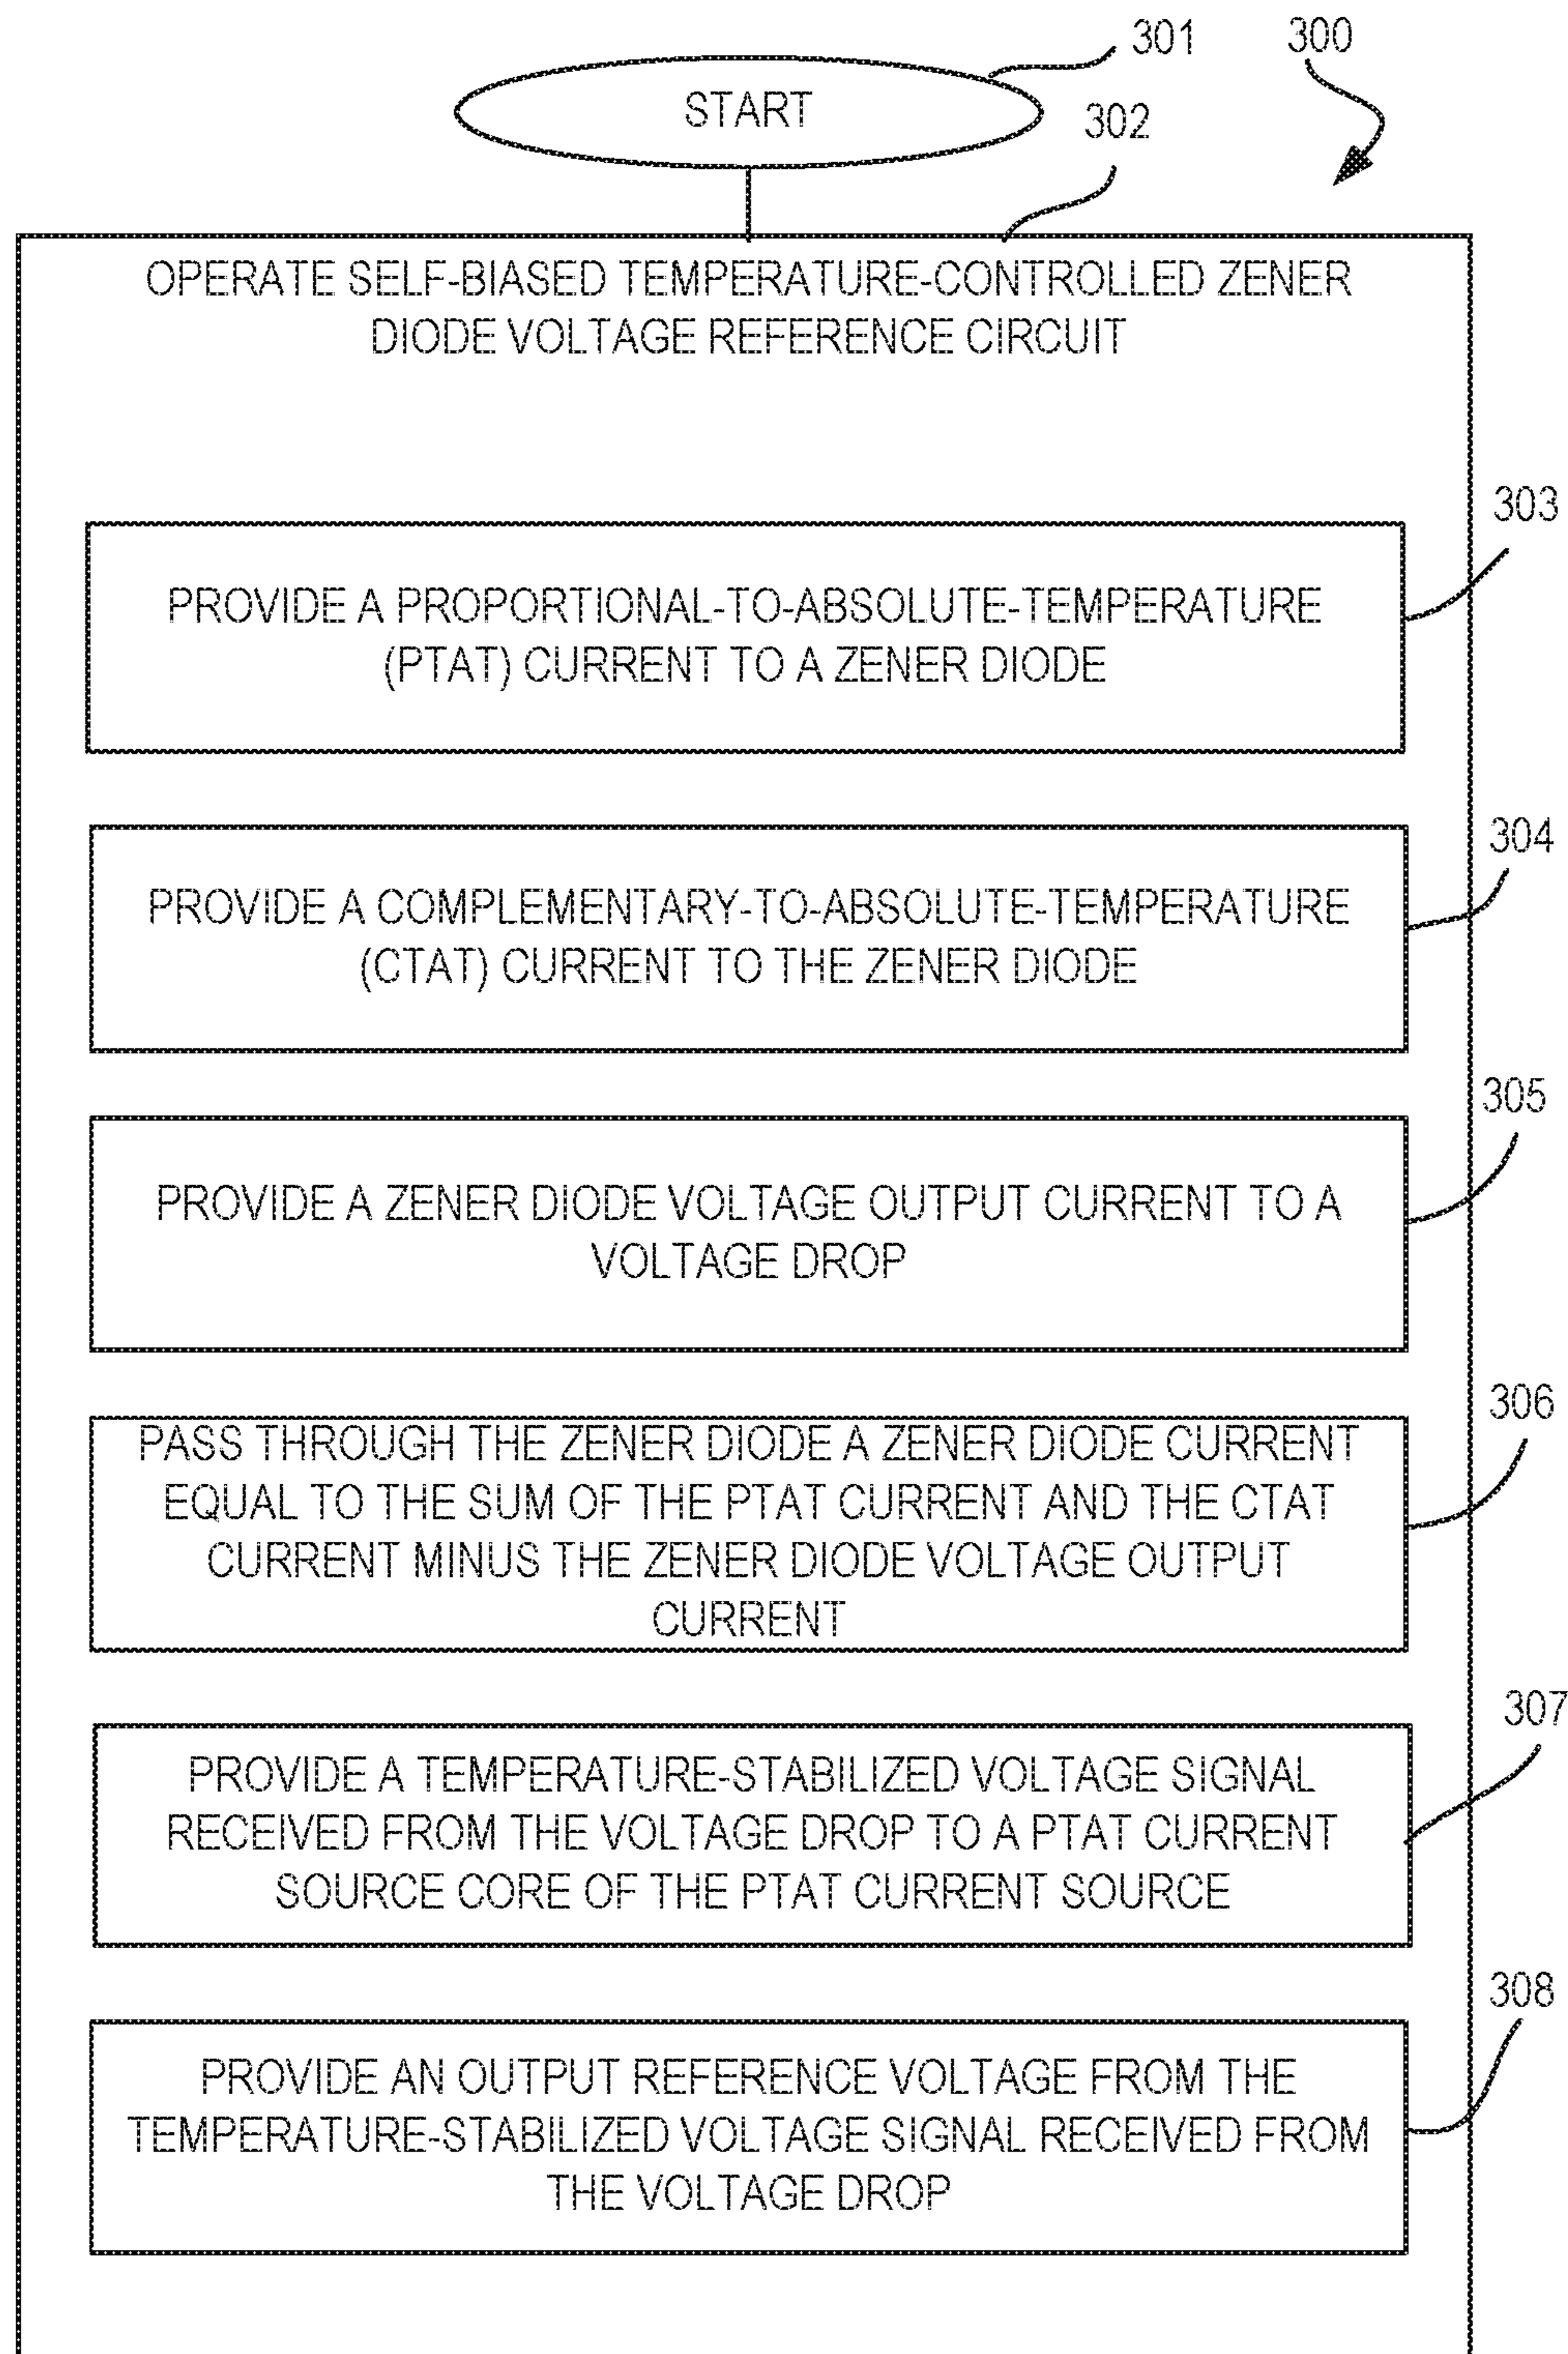 301
300
START
302
OPERATE SELF-BIASED TEMPERATURE-CONTROLLED ZENER
DIODE VOLTAGE REFERENCE CIRCUIT
303
PROVIDE A PROPORTIONAL-TO-ABSOLUTE-TEMPERATURE
(PTAT) CURRENT TO A ZENER DIODE
304
PROVIDE A COMPLEMENTARY-TO-ABSOLUTE-TEMPERATURE
(CTAT) CURRENT TO THE ZENER DIODE
305
PROVIDE A ZENER DIODE VOLTAGE OUTPUT CURRENT TO A
VOLTAGE DROP
306
PASS THROUGH THE ZENER DIODE A ZENER DIODE CURRENT
EQUAL TO THE SUM OF THE PTAT CURRENT AND THE CTAT
CURRENT MINUS THE ZENER DIODE VOLTAGE OUTPUT
CURRENT
307
PROVIDE A TEMPERATURE-STABILIZED VOLTAGE SIGNAL
RECEIVED FROM THE VOLTAGE DROP TO A PTAT CURRENT
SOURCE CORE OF THE PTAT CURRENT SOURCE
308
PROVIDE AN OUTPUT REFERENCE VOLTAGE FROM THE
TEMPERATURE-STABILIZED VOLTAGE SIGNAL RECEIVED FROM
THE VOLTAGE DROP